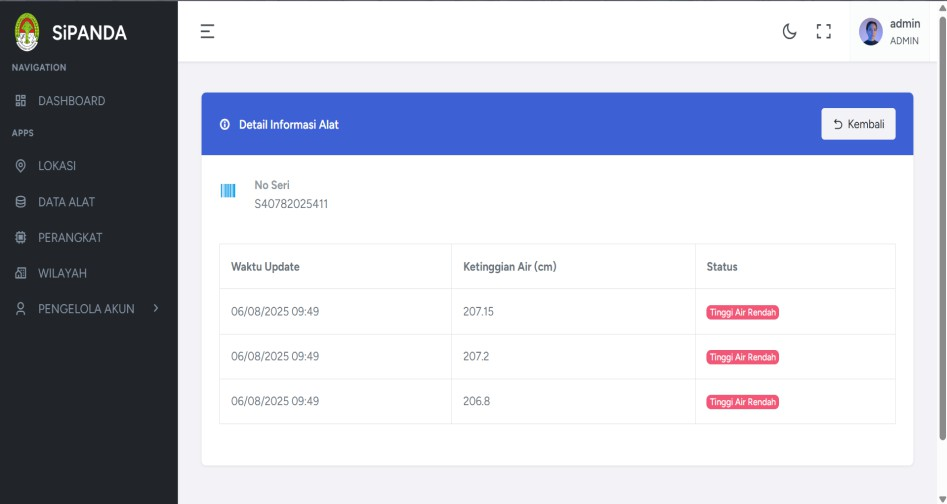 SiPANDA
NAVIGATION
DASHBOARD
APPS
LOKASI
DATA ALAT
PERANGKAT
WILAYAH
PENGELOLA AKUN
admin
ADMIN
Detail Informasi Alat
Kembali
No Seri
S40782025411
Waktu Update Ketinggian Air (cm) Status
06/08/2025 09:49 207.15 Tinggi Air Rendah
06/08/2025 09:49 207.2 Tinggi Air Rendah
06/08/2025 09:49 206.8 Tinggi Air Rendah